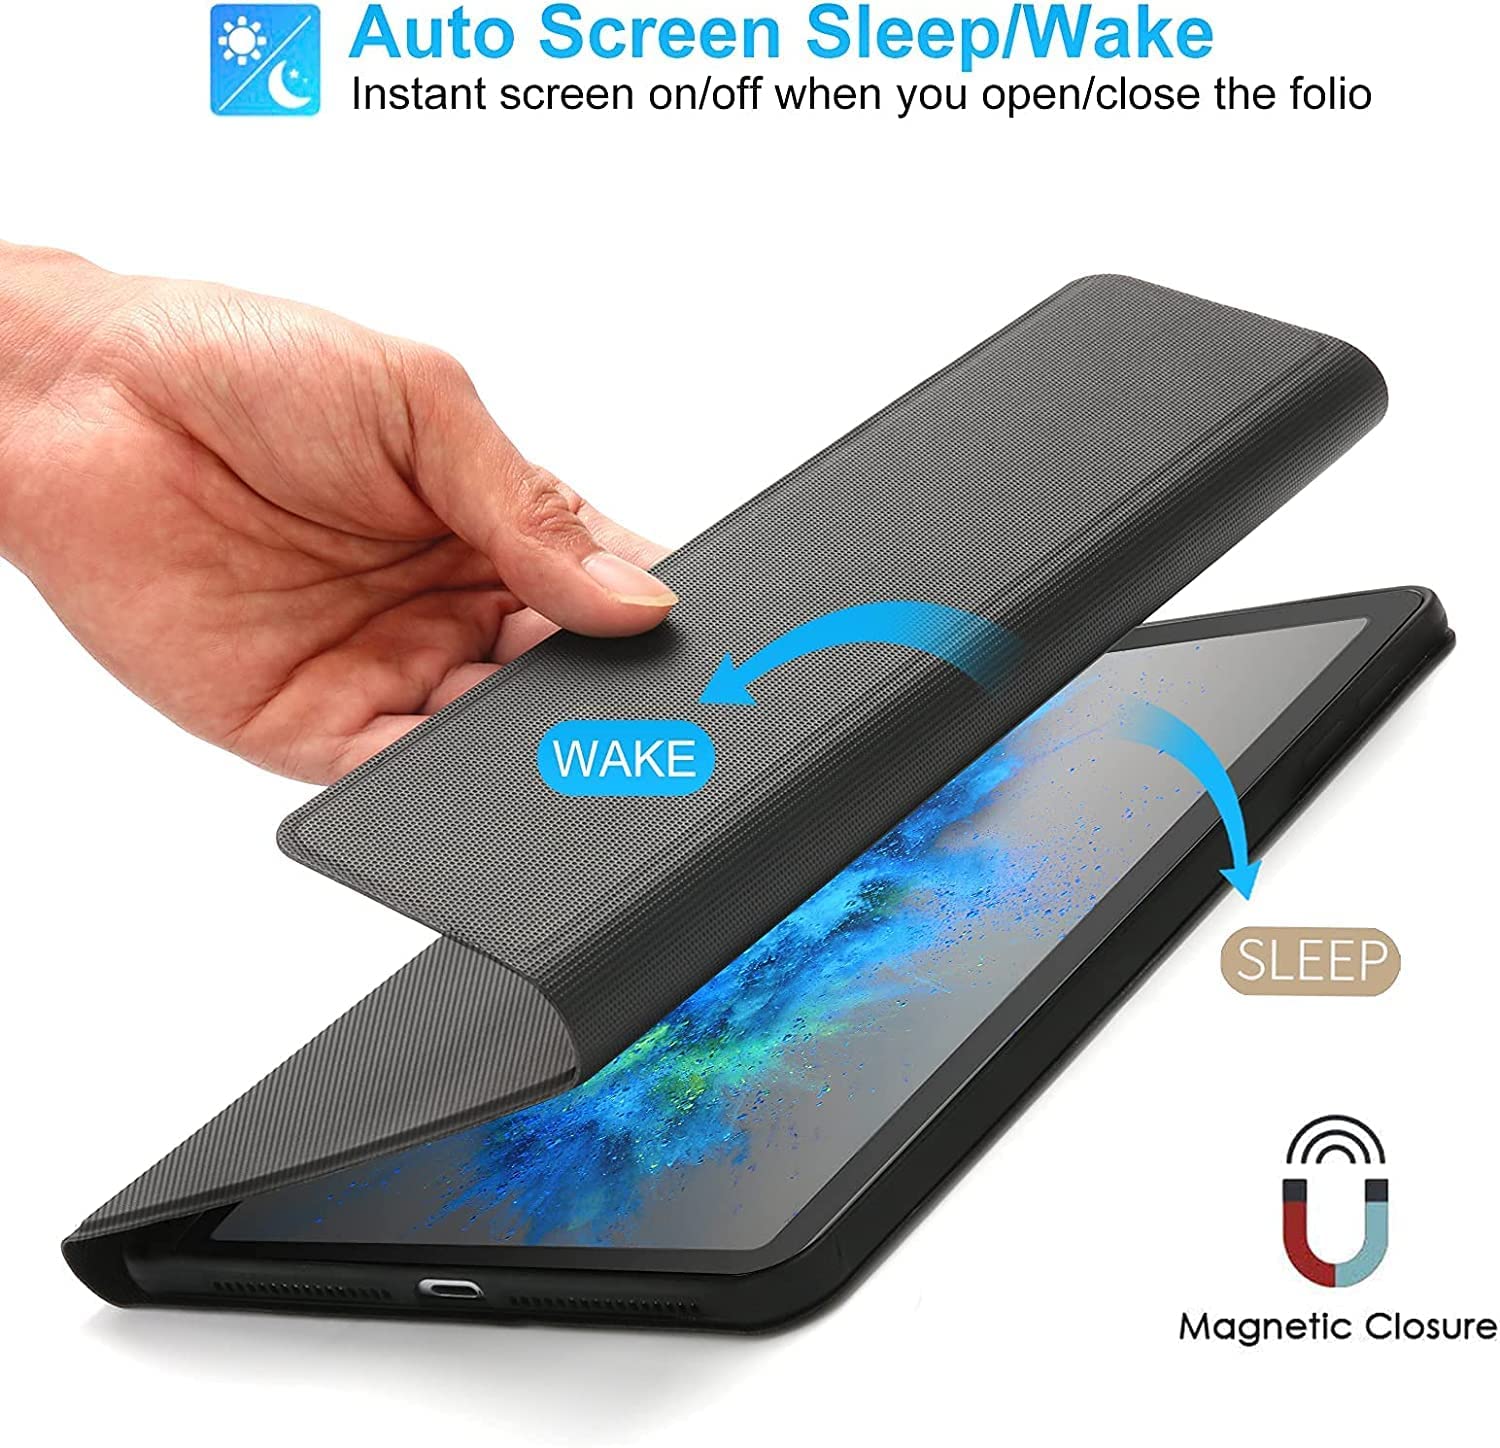 Auto Screen Sleep/Wake
Instant screen on/off when you open/close the folio
WAKE
SLEEP
Magnetic Closure